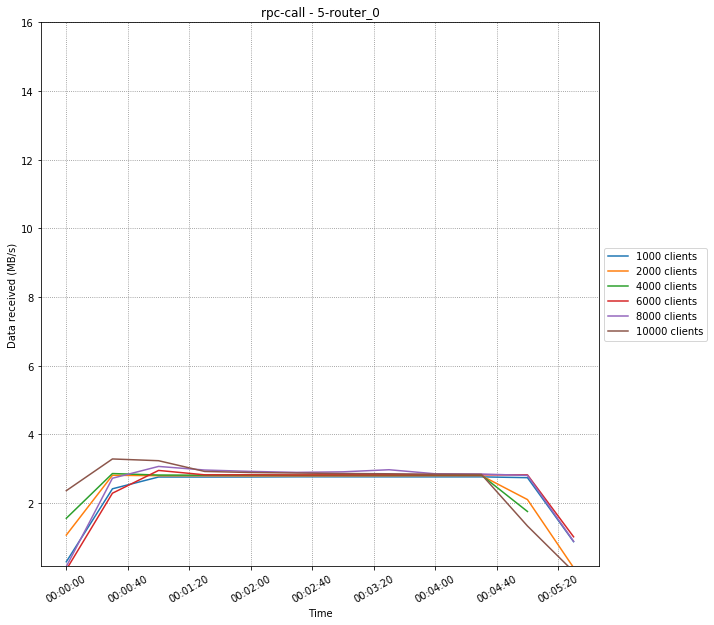 rpc-call - 5-router_0
16
14
12
10
8
6
4
2
Data received (MB/s)
00:00:00
00:00:40
00:01:20
00:02:00
00:02:40
00:03:20
00:04:00
00:04:40
00:05:20
Time
1000 clients
2000 clients
4000 clients
6000 clients
8000 clients
10000 clients